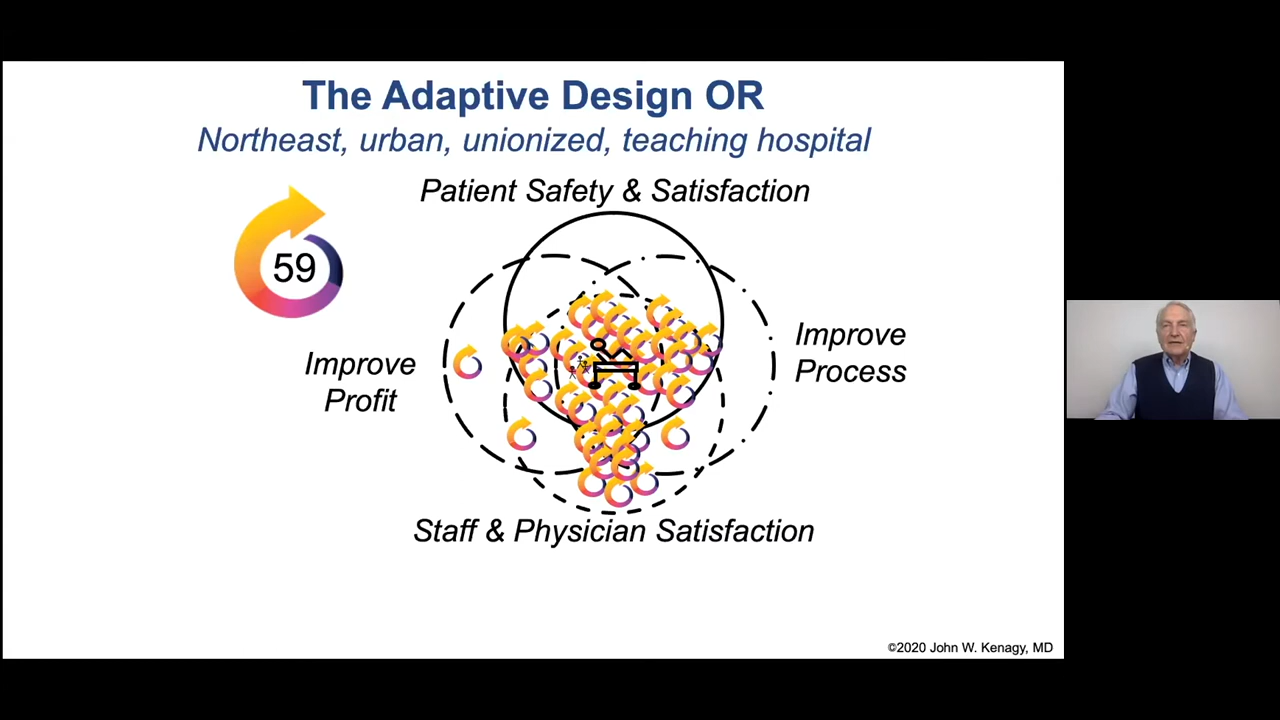 The Adaptive Design OR
Northeast, urban, unionized, teaching hospital
Patient Safety & Satisfaction
59
Improve
Profit
Improve
Process
Staff & Physician Satisfaction
©2020 John W. Kenagy, MD